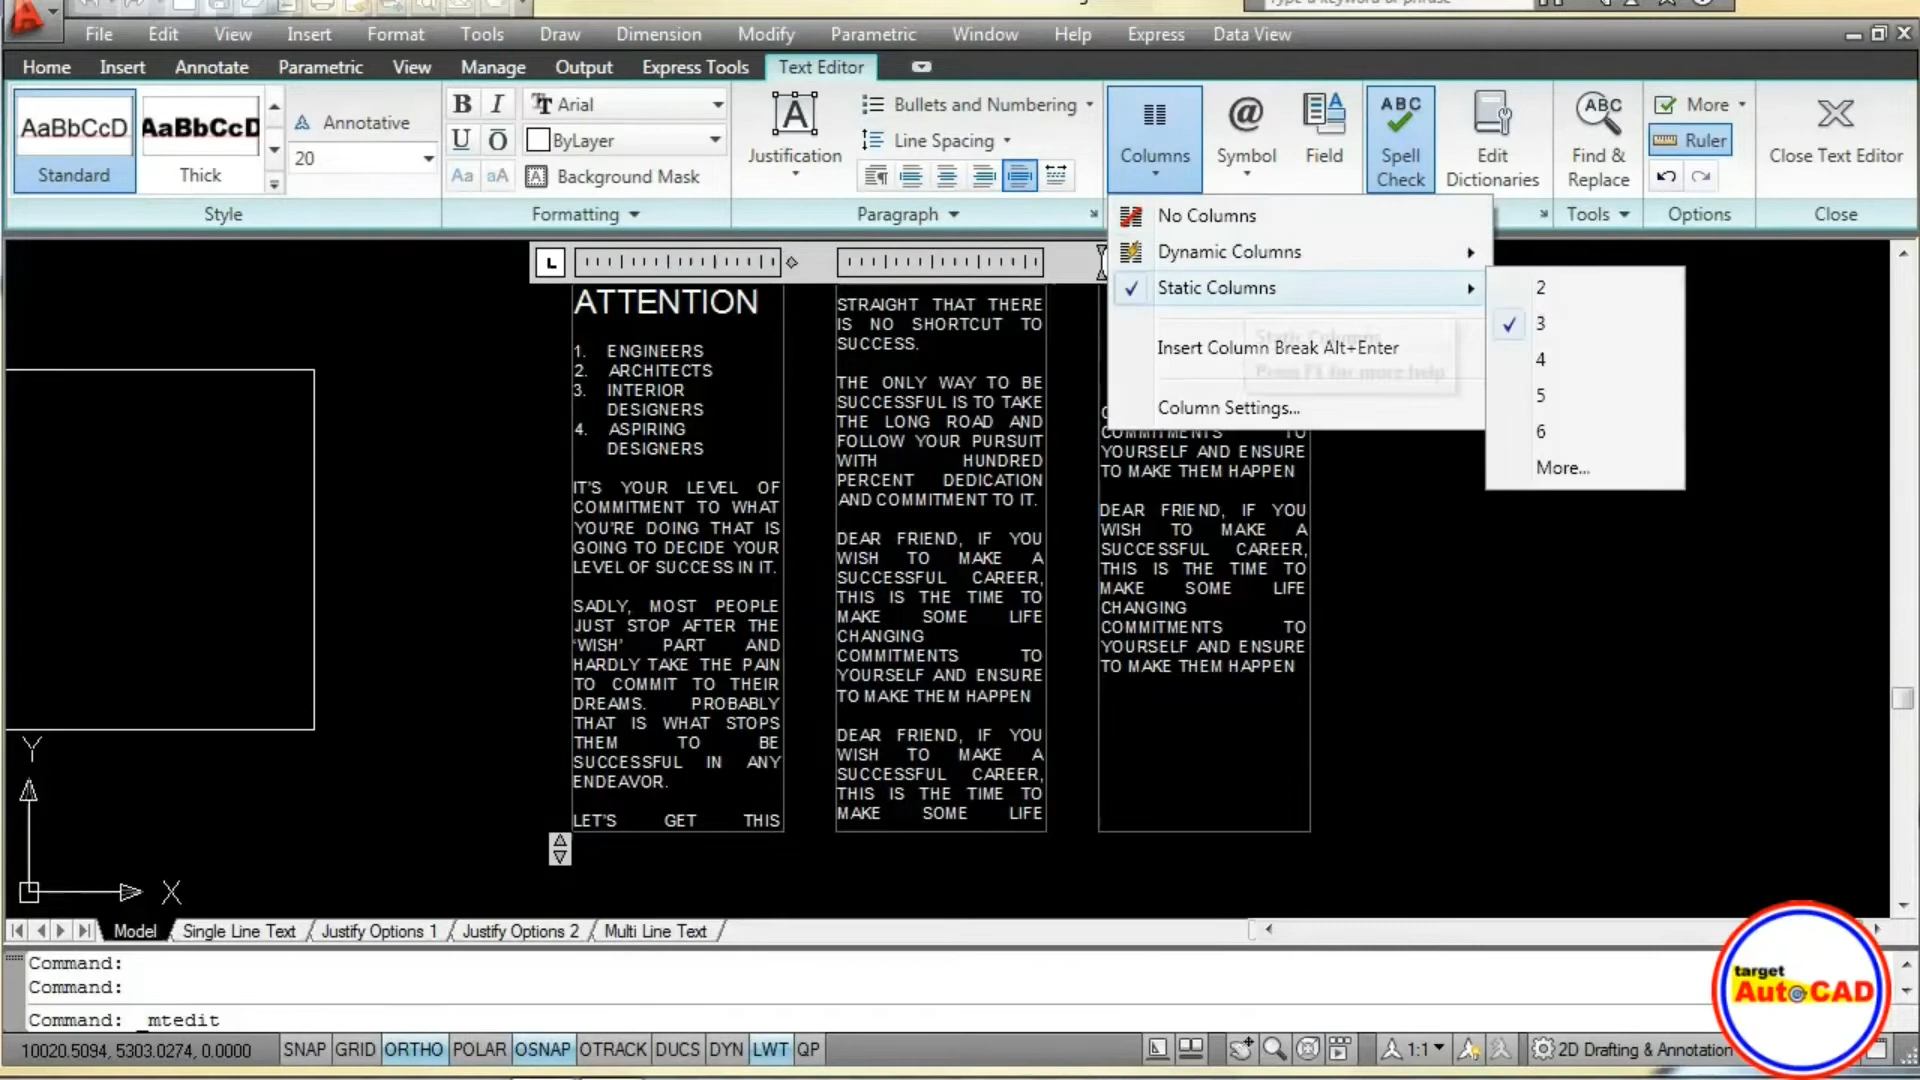 File Edit View Insert Format Tools Draw Dimension Modify Parametric Window Help Express Data View
Home Insert Annotate Parametric View Manage Output Express Tools Text Editor
AaBbCcD AaBbCcD
Standard Thick
Annotative
20
B I Arial
U O ByLayer
Aa aA A Background Mask
A
Justification
Bullets and Numbering
Line Spacing
Columns
@
Symbol
Field
ABC
Spell
Check
Edit
Dictionaries
ABC
Find &
Replace
More
Ruler
Close Text Editor
Style Formatting Paragraph Tools Options Close
No Columns
Dynamic Columns
Static Columns
Insert Column Break Alt+Enter
Press F1 for more help
Column Settings...
2
3
4
5
6
More...
L
ATTENTION
1. ENGINEERS
2. ARCHITECTS
3. INTERIOR
DESIGNERS
4. ASPIRING
DESIGNERS
IT'S YOUR LEVEL OF
COMMITMENT TO WHAT
YOU'RE DOING THAT IS
GOING TO DECIDE YOUR
LEVEL OF SUCCESS IN IT.
SADLY, MOST PEOPLE
JUST STOP AFTER THE
'WISH' PART AND
HARDLY TAKE THE PAIN
TO COMMIT TO THEIR
DREAMS. PROBABLY
THAT IS WHAT STOPS
THEM TO BE
SUCCESSFUL IN ANY
ENDEAVOR.
LET'S GET THIS
STRAIGHT THAT THERE
IS NO SHORTCUT TO
SUCCESS.
THE ONLY WAY TO BE
SUCCESSFUL IS TO TAKE
THE LONG ROAD AND
FOLLOW YOUR PURSUIT
WITH HUNDRED
PERCENT DEDICATION
AND COMMITMENT TO IT.
DEAR FRIEND, IF YOU
WISH TO MAKE A
SUCCESSFUL CAREER,
THIS IS THE TIME TO
MAKE SOME LIFE
CHANGING
COMMITMENTS TO
YOURSELF AND ENSURE
TO MAKE THEM HAPPEN
DEAR FRIEND, IF YOU
WISH TO MAKE A
SUCCESSFUL CAREER,
THIS IS THE TIME TO
MAKE SOME LIFE
COMMITMENTS TO
YOURSELF AND ENSURE
TO MAKE THEM HAPPEN
DEAR FRIEND, IF YOU
WISH TO MAKE A
SUCCESSFUL CAREER,
THIS IS THE TIME TO
MAKE SOME LIFE
CHANGING
COMMITMENTS TO
YOURSELF AND ENSURE
TO MAKE THEM HAPPEN
Y
X
Model Single Line Text Justify Options 1 Justify Options 2 Multi Line Text
Command:
Command:
Command: _mtedit
10020.5094, 5303.0274, 0.0000 SNAP GRID ORTHO POLAR OSNAP OTRACK DUCS DYN LWT QP 1:1 2D Drafting & Annotation
target
AutoCAD